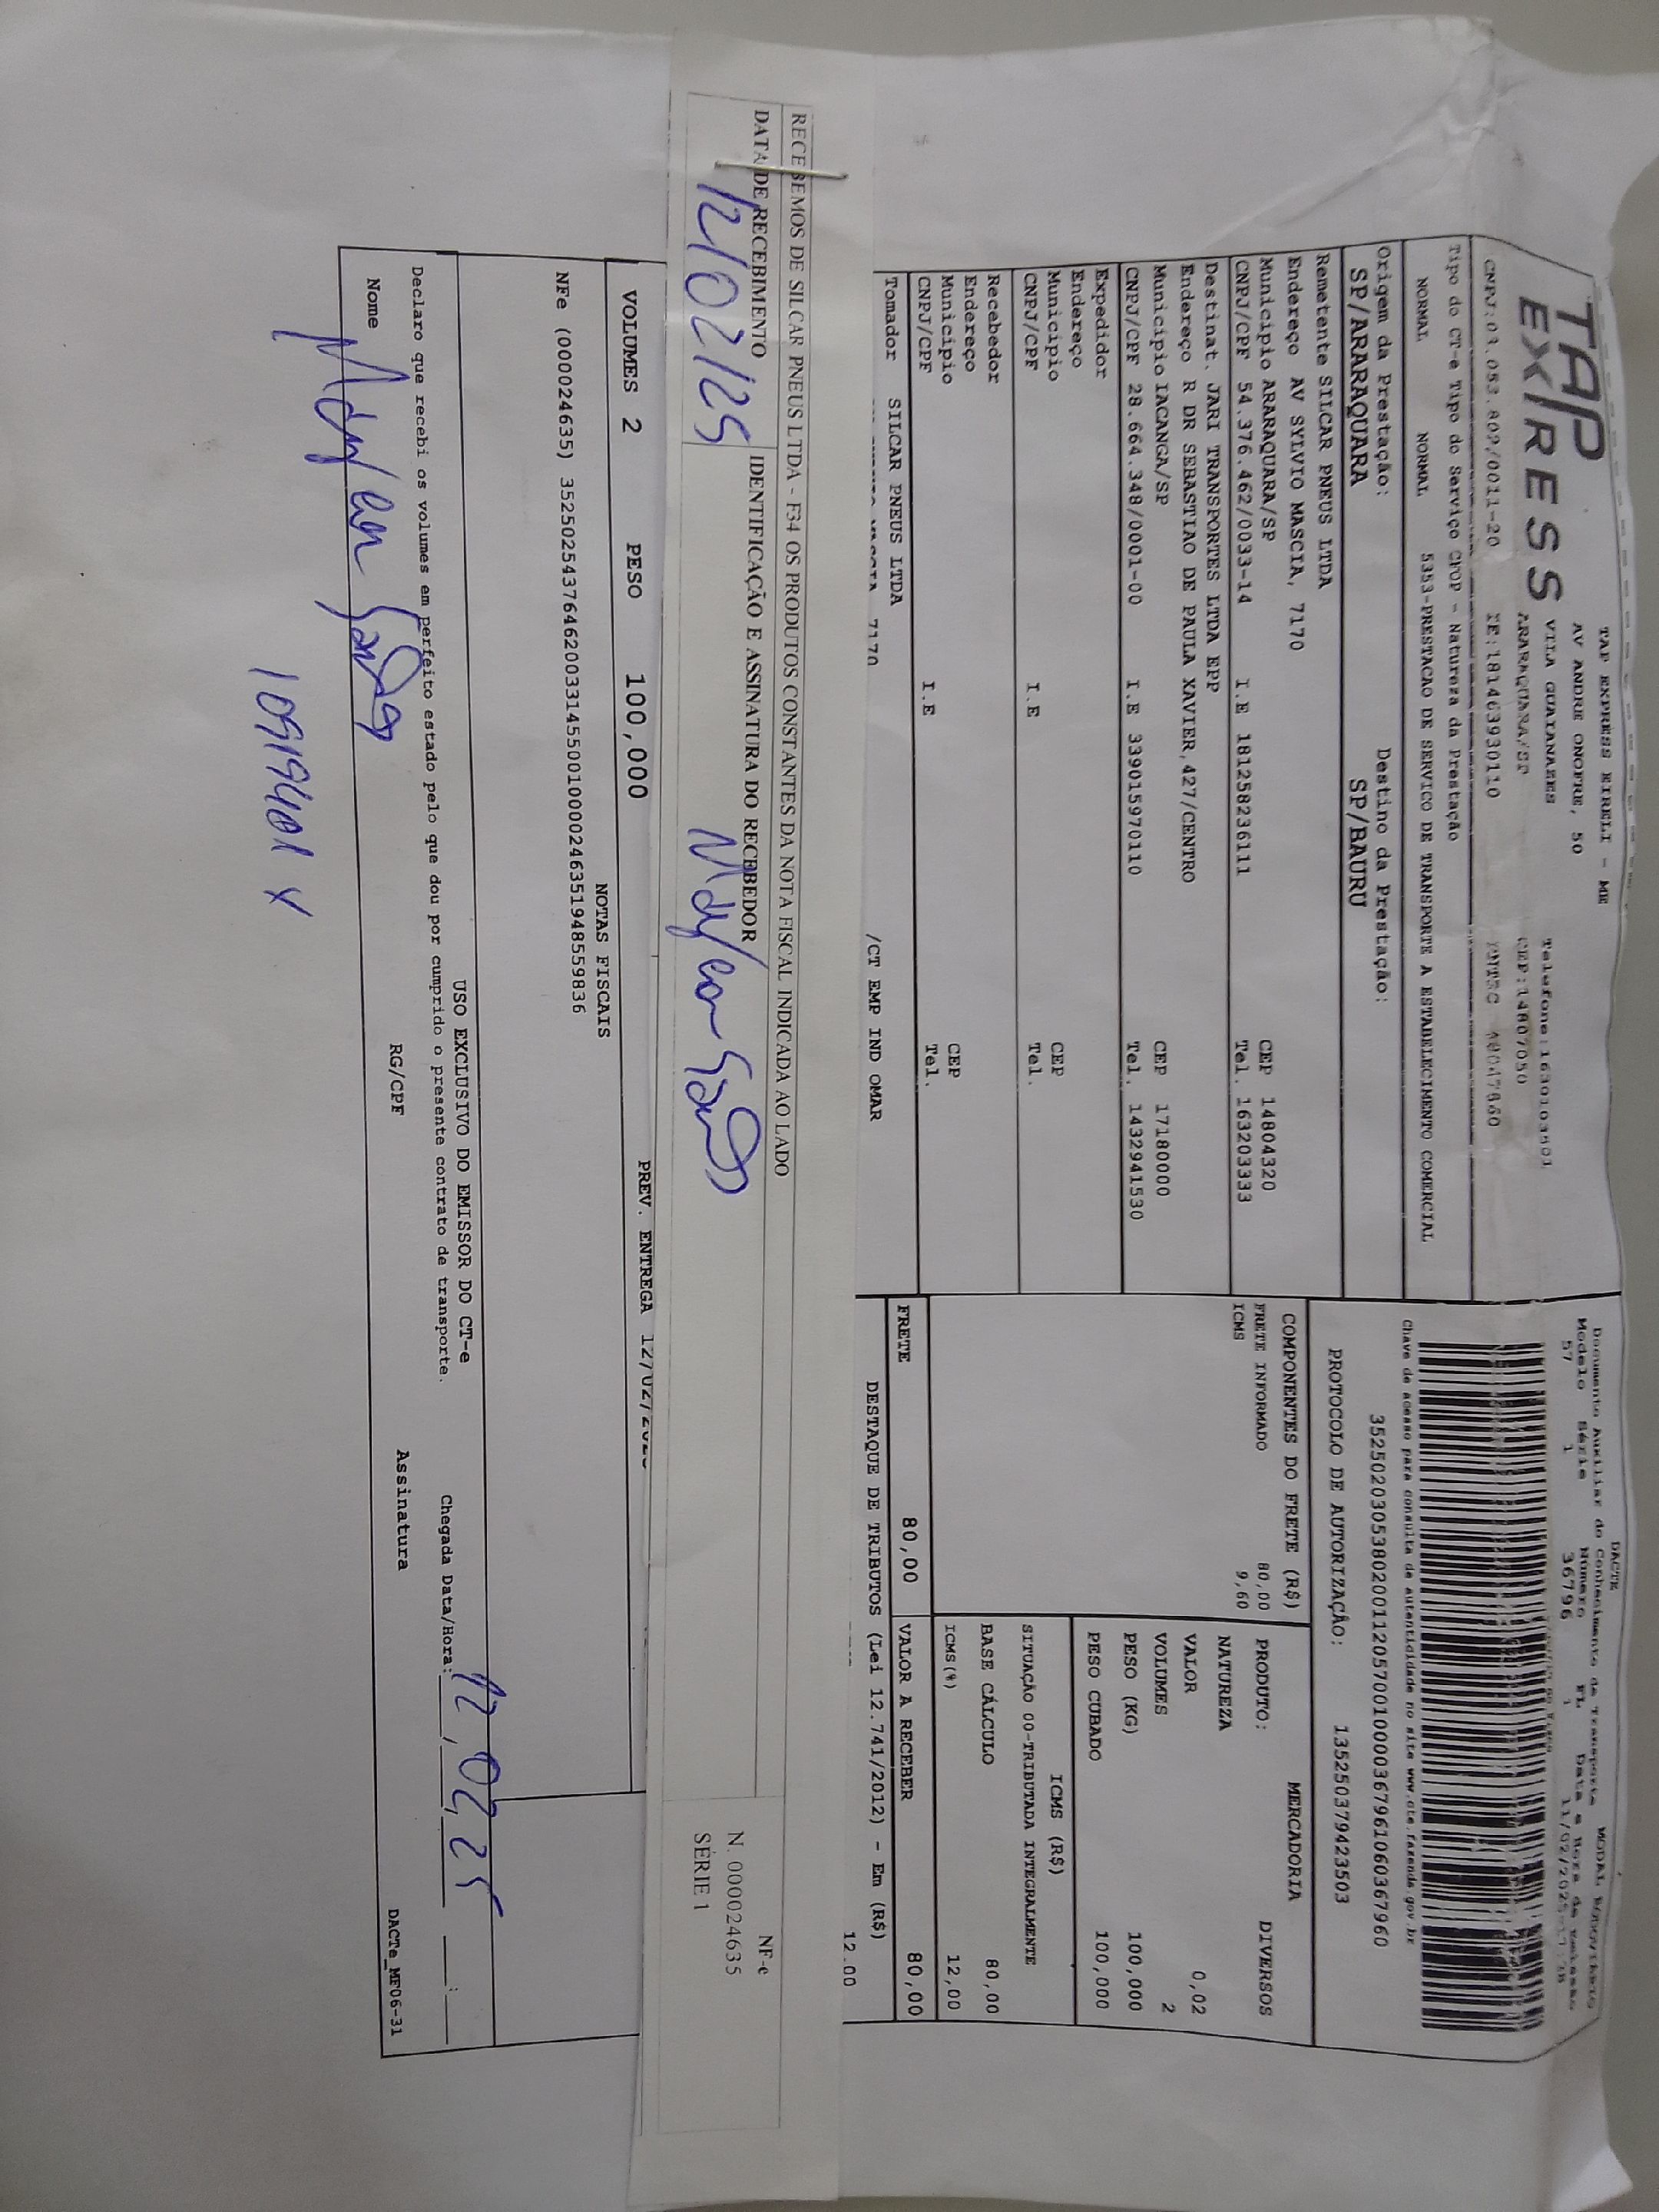 TAP EXPRESS
TAP EXPRESS EIRELI - ME
AV ANDRE ONOFRE, 50
VILA GUAIANAZES
ARARAQUARA/SP
Telefone:1630103501
CEP:14807050
CNPJ:03.053.802/0011-20 IE:181463930110
Tipo do CT-e Tipo do Serviço CFOP - Natureza da Prestação
NORMAL NORMAL 5353-PRESTACAO DE SERVICO DE TRANSPORTE A ESTABELECIMENTO COMERCIAL
Origem da Prestação: Destino da Prestação:
SP/ARARAQUARA SP/BAURU
Remetente SILCAR PNEUS LTDA
Endereço AV SYLVIO MASCIA, 7170
Município ARARAQUARA/SP CEP 14804320
CNPJ/CPF 54.376.462/0033-14 I.E 181258236111 Tel. 163203333
Destinat. JARI TRANSPORTES LTDA EPP
Endereço R DR SEBASTIAO DE PAULA XAVIER,427/CENTRO
Município IACANGA/SP CEP 17180000
CNPJ/CPF 28.664.348/0001-00 I.E 339015970110 Tel. 1432941530
Expedidor
Endereço
Município CEP
CNPJ/CPF I.E Tel.
Recebedor
Endereço
Município CEP
CNPJ/CPF I.E Tel.
Tomador SILCAR PNEUS LTDA
7170 /CT EMP IND OMAR
DACTE
Documento Auxiliar do Conhecimento de Transporte
MODAL RODOVIARIO
Modelo Série Número FL Data e Hora de Emissão
57 1 36796 1 11/02/2025
Chave de acesso para consulta de autenticidade no site www.cte.fazenda.gov.br
35250203053802001120570010000367961060367960
PROTOCOLO DE AUTORIZAÇÃO: 135250379423503
COMPONENTES DO FRETE (R$)
FRETE INFORMADO 80,00
ICMS 9,60
MERCADORIA
PRODUTO: DIVERSOS
NATUREZA
VALOR 0,02
VOLUMES 2
PESO (KG) 100,000
PESO CUBADO 100,000
ICMS (R$)
SITUAÇÃO 00-TRIBUTADA INTEGRALMENTE
BASE CÁLCULO 80,00
ICMS(%) 12,00
FRETE 80,00 VALOR A RECEBER 80,00
DESTAQUE DE TRIBUTOS (Lei 12.741/2012) - Em (R$)
12.00
RECEBEMOS DE SILCAR PNEUS LTDA - F34 OS PRODUTOS CONSTANTES DA NOTA FISCAL INDICADA AO LADO
DATA DE RECEBIMENTO IDENTIFICAÇÃO E ASSINATURA DO RECEBEDOR
12/02/25
NF-e
N. 000024635
SÉRIE 1
VOLUMES 2 PESO 100,000 PREV. ENTREGA 12/02/2025
NOTAS FISCAIS
NFe (000024635) 35250254376462003314550010000246351948559836
USO EXCLUSIVO DO EMISSOR DO CT-e
Declaro que recebi os volumes em perfeito estado pelo que dou por cumprido o presente contrato de transporte.
Chegada Data/Hora: 12, 02, 25
Nome RG/CPF Assinatura
DACTe_MF06-31